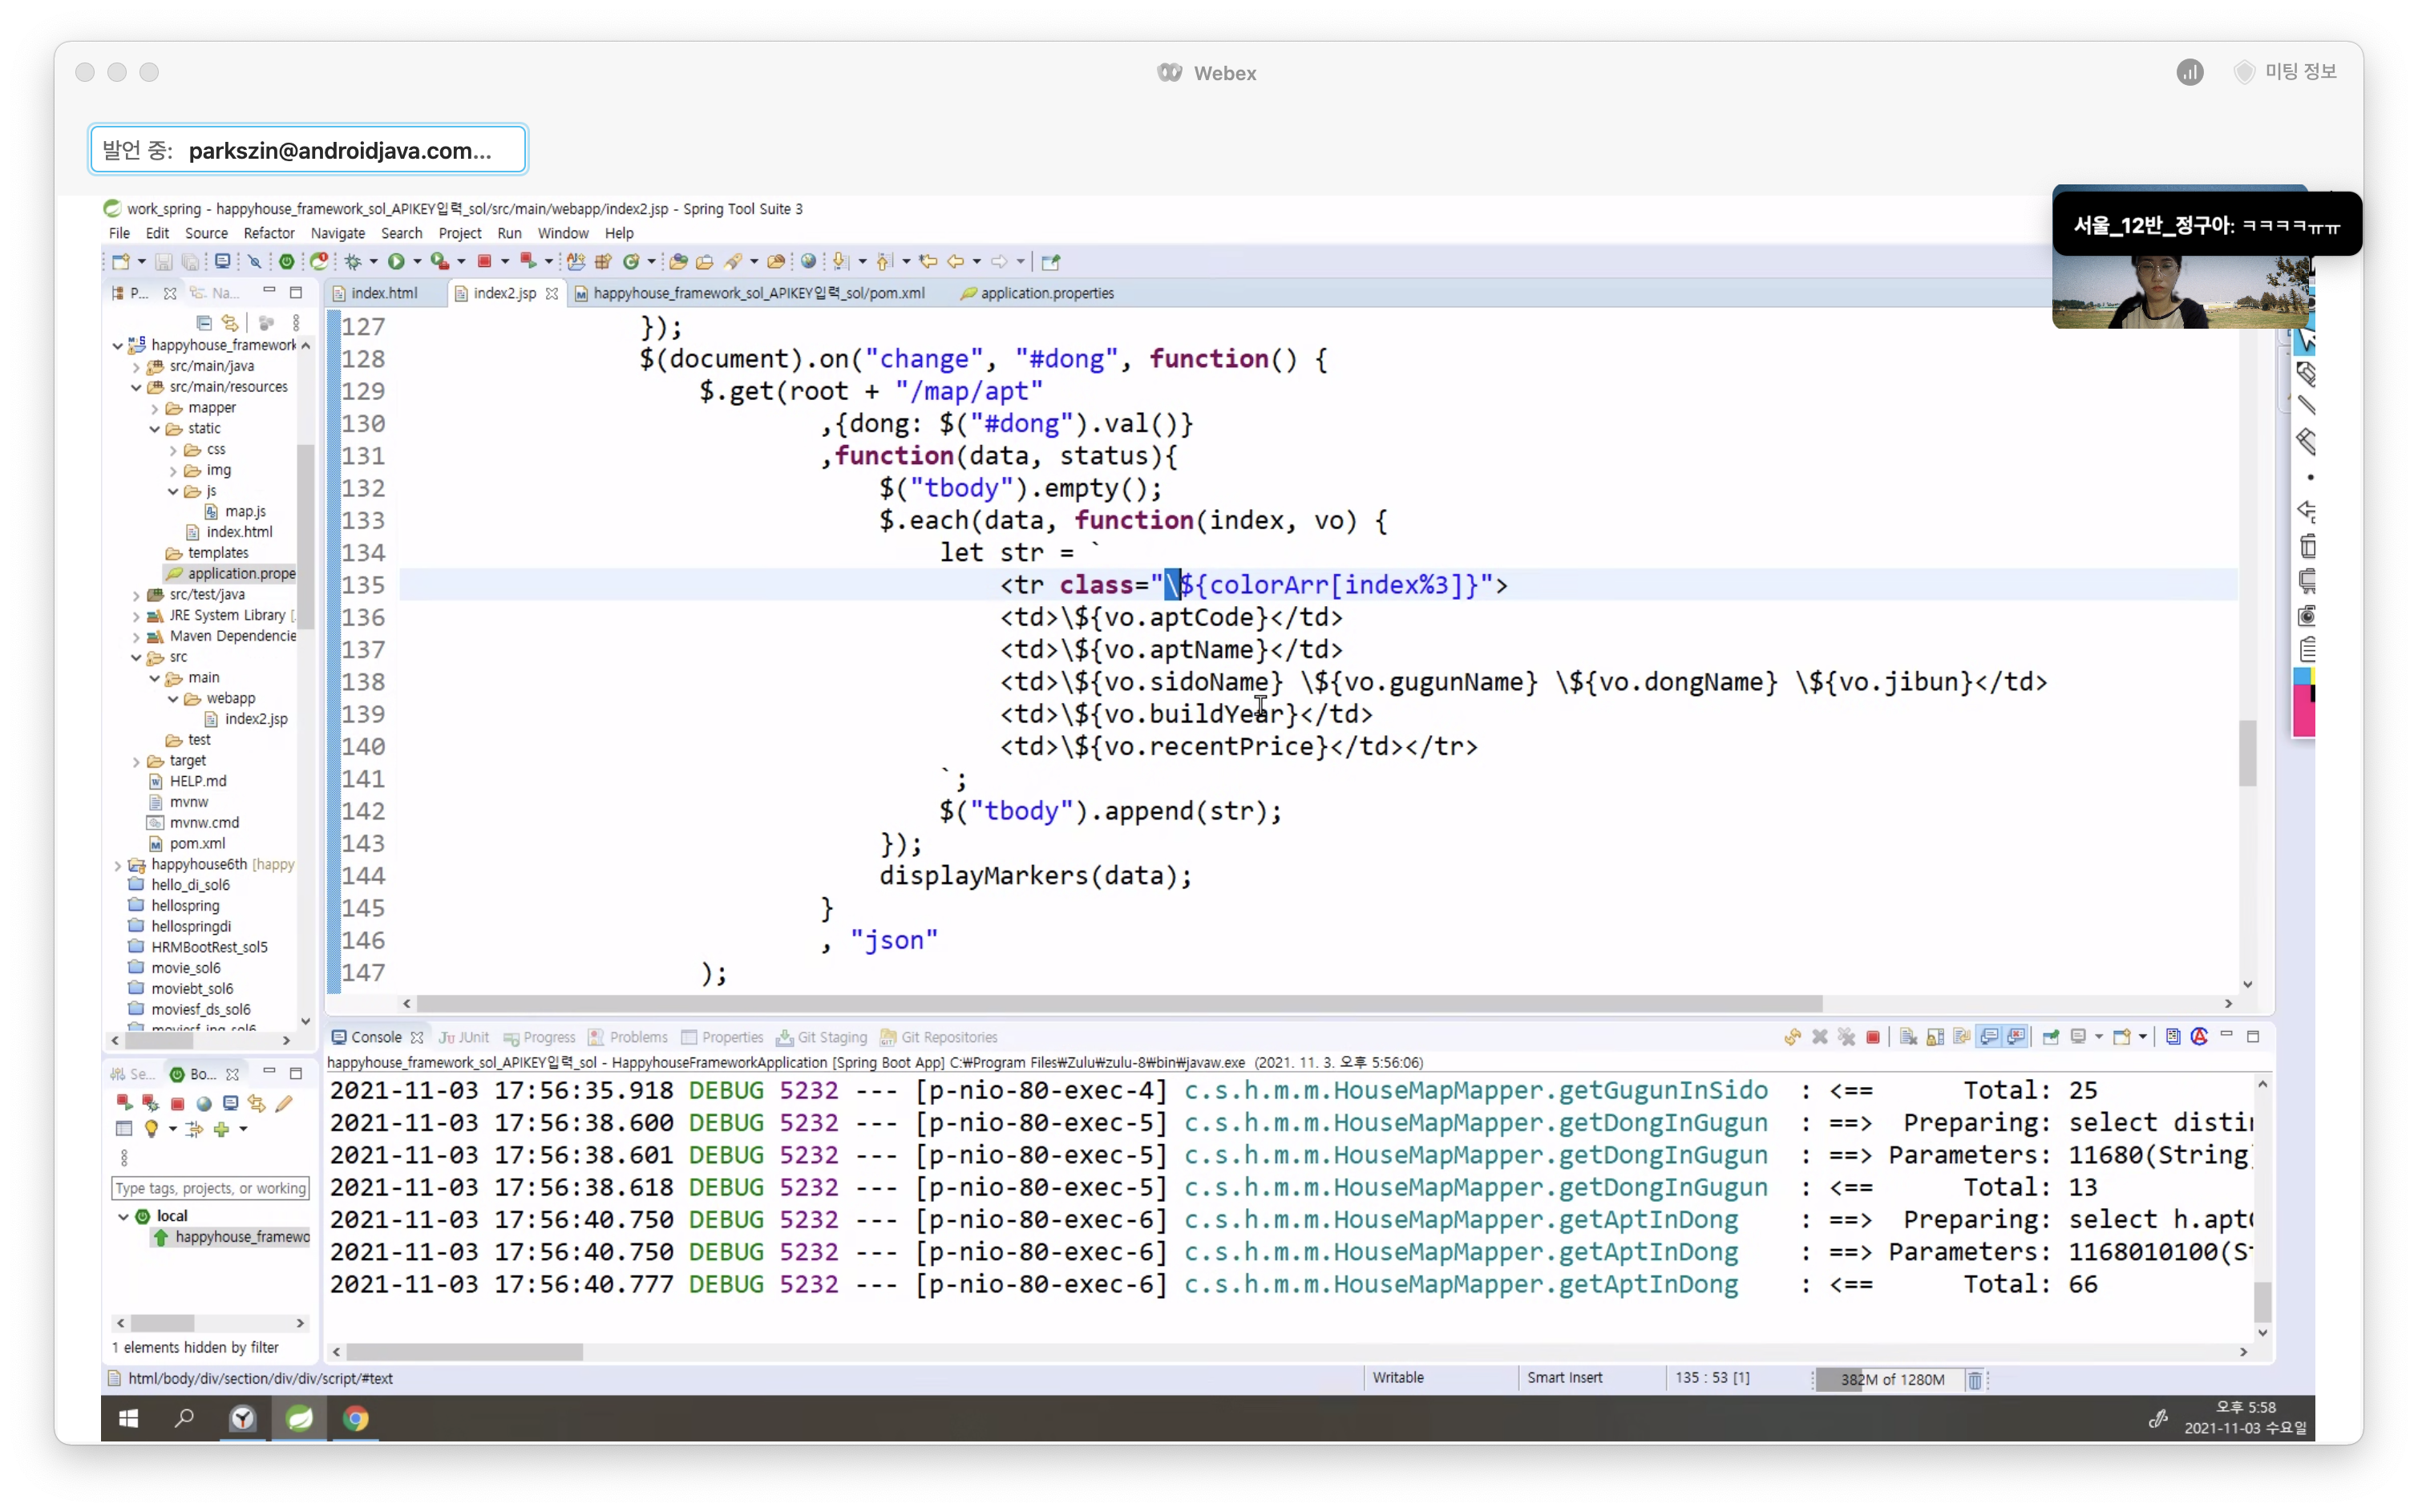 Webex
미팅 정보
발언 중: parkszin@androidjava.com...
서울_12반_정구아: ㅋㅋㅋㅋㅠㅠ
work_spring - happyhouse_framework_sol_APIKEY입력_sol/src/main/webapp/index2.jsp - Spring Tool Suite 3
File Edit Source Refactor Navigate Search Project Run Window Help
P... Na...
index.html index2.jsp happyhouse_framework_sol_APIKEY입력_sol/pom.xml application.properties
happyhouse_framework
src/main/java
src/main/resources
mapper
static
css
img
js
map.js
index.html
templates
application.prope
src/test/java
JRE System Library [
Maven Dependencie
src
main
webapp
index2.jsp
test
target
HELP.md
mvnw
mvnw.cmd
pom.xml
happyhouse6th [happy
hello_di_sol6
hellospring
hellospringdi
HRMBootRest_sol5
movie_sol6
moviebt_sol6
moviesf_ds_sol6
127 });
128 $(document).on("change", "#dong", function() {
129 $.get(root + "/map/apt"
130 ,{dong: $("#dong").val()}
131 ,function(data, status){
132 $("tbody").empty();
133 $.each(data, function(index, vo) {
134 let str = `
135 <tr class="\${colorArr[index%3]}">
136 <td>\${vo.aptCode}</td>
137 <td>\${vo.aptName}</td>
138 <td>\${vo.sidoName} \${vo.gugunName} \${vo.dongName} \${vo.jibun}</td>
139 <td>\${vo.buildYear}</td>
140 <td>\${vo.recentPrice}</td></tr>
141 `;
142 $("tbody").append(str);
143 });
144 displayMarkers(data);
145 }
146 , "json"
147 );
Console JUnit Progress Problems Properties Git Staging Git Repositories
happyhouse_framework_sol_APIKEY입력_sol - HappyhouseFrameworkApplication [Spring Boot App] C:₩Program Files₩Zulu₩zulu-8₩bin₩javaw.exe (2021. 11. 3. 오후 5:56:06)
2021-11-03 17:56:35.918 DEBUG 5232 --- [p-nio-80-exec-4] c.s.h.m.m.HouseMapMapper.getGugunInSido : <== Total: 25
2021-11-03 17:56:38.600 DEBUG 5232 --- [p-nio-80-exec-5] c.s.h.m.m.HouseMapMapper.getDongInGugun : ==> Preparing: select distin
2021-11-03 17:56:38.601 DEBUG 5232 --- [p-nio-80-exec-5] c.s.h.m.m.HouseMapMapper.getDongInGugun : ==> Parameters: 11680(String
2021-11-03 17:56:38.618 DEBUG 5232 --- [p-nio-80-exec-5] c.s.h.m.m.HouseMapMapper.getDongInGugun : <== Total: 13
2021-11-03 17:56:40.750 DEBUG 5232 --- [p-nio-80-exec-6] c.s.h.m.m.HouseMapMapper.getAptInDong : ==> Preparing: select h.apt
2021-11-03 17:56:40.750 DEBUG 5232 --- [p-nio-80-exec-6] c.s.h.m.m.HouseMapMapper.getAptInDong : ==> Parameters: 1168010100(S
2021-11-03 17:56:40.777 DEBUG 5232 --- [p-nio-80-exec-6] c.s.h.m.m.HouseMapMapper.getAptInDong : <== Total: 66
Se... Bo...
Type tags, projects, or working
local
happyhouse_framewo
1 elements hidden by filter
html/body/div/section/div/div/script/#text
Writable
Smart Insert
135 : 53 [1]
382M of 1280M
오후 5:58
2021-11-03 수요일